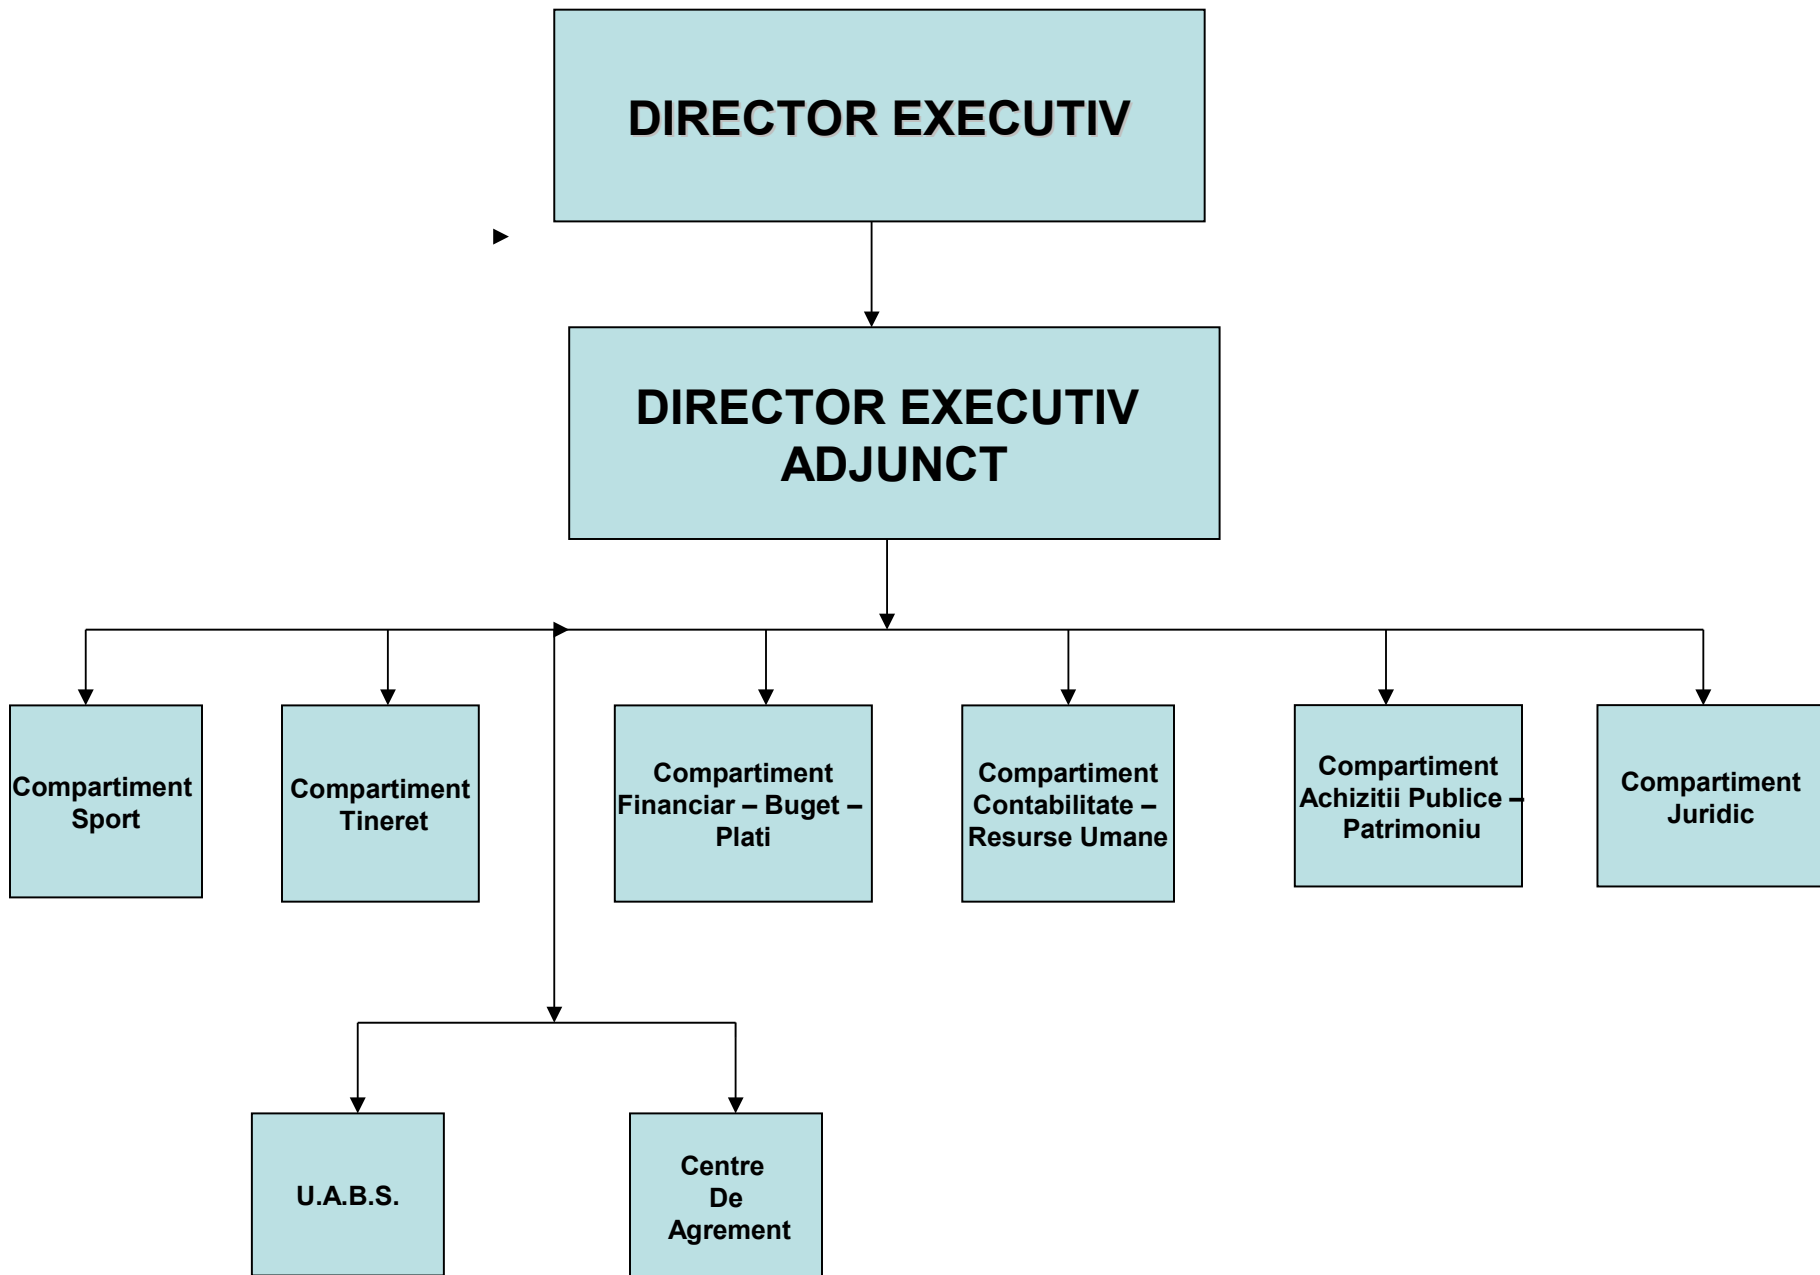 DIRECTOR EXECUTIV
DIRECTOR EXECUTIV
ADJUNCT
Compartiment
Sport
Compartiment
Tineret
Compartiment
Financiar – Buget –
Plati
Compartiment
Contabilitate –
Resurse Umane
Compartiment
Achizitii Publice –
Patrimoniu
Compartiment
Juridic
U.A.B.S.
Centre
De
Agrement